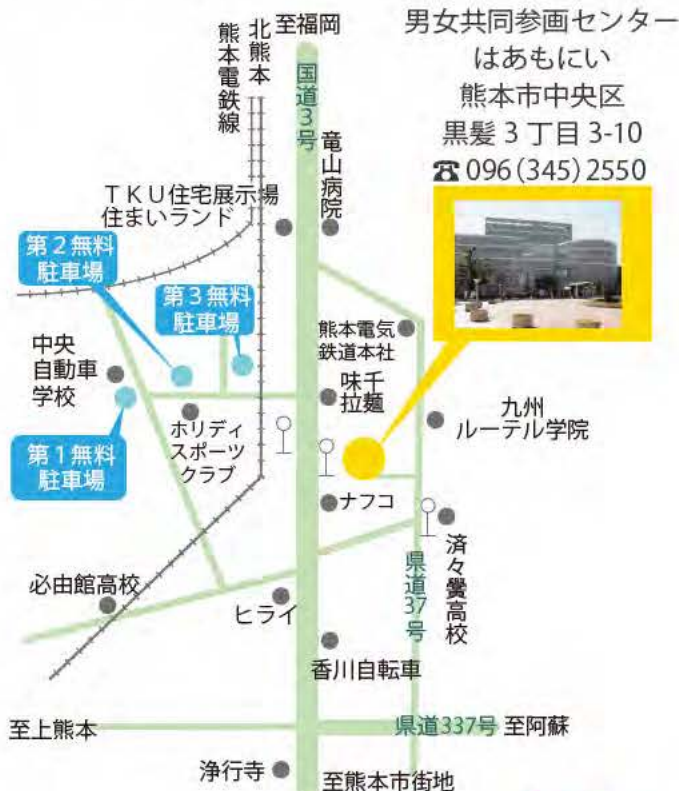 男女共同参画センター
はあもにい
熊本市中央区
黒髪3丁目3-10
☎096(345)2550
至福岡
北熊本
熊本電鉄線
国道3号
竜山病院
TKU住宅展示場
住まいランド
第2無料
駐車場
第3無料
駐車場
熊本電気
鉄道本社
中央
自動車
学校
味千
拉麺
九州
ルーテル学院
ホリデイ
スポーツ
クラブ
第1無料
駐車場
ナフコ
済々黌高校
県道37号
必由館高校
ヒライ
香川自転車
至上熊本
県道337号 至阿蘇
浄行寺
至熊本市街地